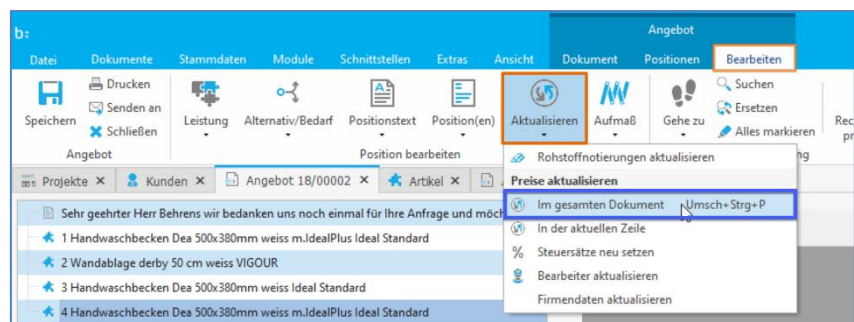 b:
Angebot
Datei Dokumente Stammdaten Module Schnittstellen Extras Ansicht Dokument Positionen Bearbeiten
Speichern
Drucken
Senden an
Schließen
Angebot
Leistung
Alternativ/Bedarf
Positionstext
Position(en)
Position bearbeiten
Aktualisieren
Aufmaß
Gehe zu
Suchen
Ersetzen
Alles markieren
Projekte
Kunden
Angebot 18/00002
Artikel
Rohstoffnotierungen aktualisieren
Preise aktualisieren
Im gesamten Dokument Umsch+Strg+P
In der aktuellen Zeile
% Steuersätze neu setzen
Bearbeiter aktualisieren
Firmendaten aktualisieren
Sehr geehrter Herr Behrens wir bedanken uns noch einmal für Ihre Anfrage und
1 Handwaschbecken Dea 500x380mm weiss m.IdealPlus Ideal Standard
2 Wandablage derby 50 cm weiss VIGOUR
3 Handwaschbecken Dea 500x380mm weiss Ideal Standard
4 Handwaschbecken Dea 500x380mm weiss m.IdealPlus Ideal Standard